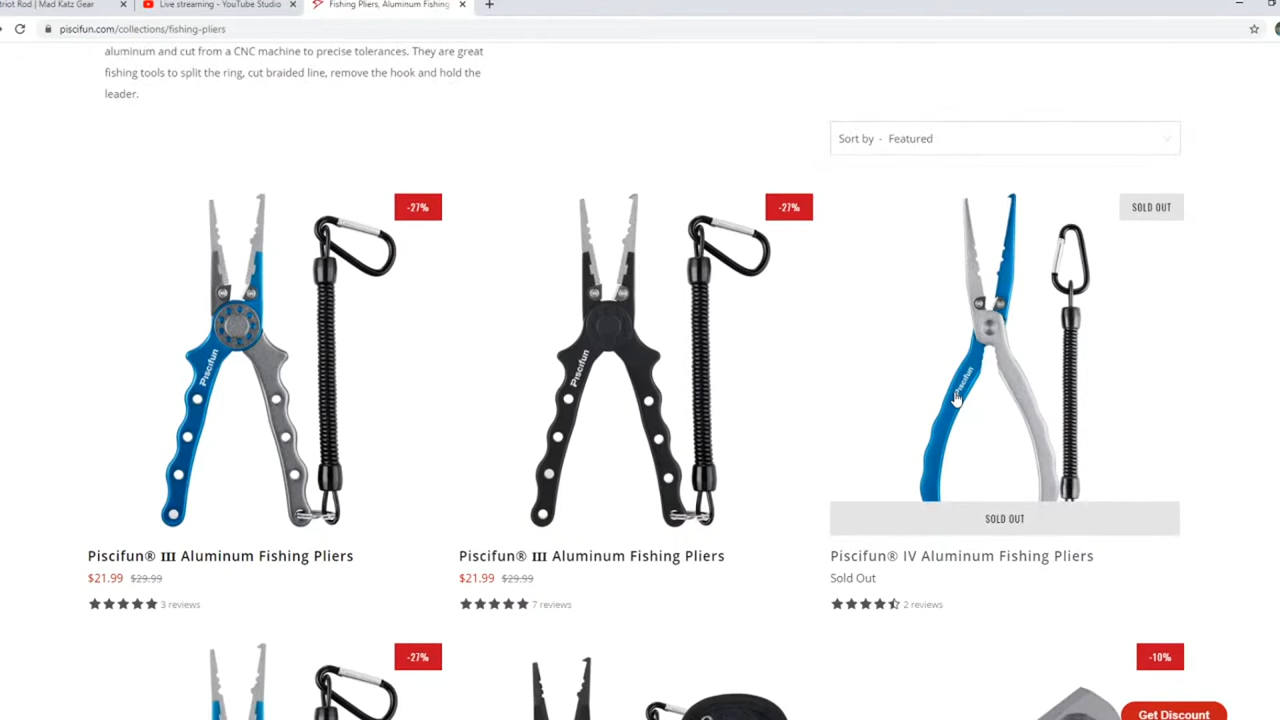 triot Rod | Mad Katz Gear
Live streaming - YouTube Studio
Fishing Pliers, Aluminum Fishing
piscifun.com/collections/fishing-pliers
aluminum and cut from a CNC machine to precise tolerances. They are great
fishing tools to split the ring, cut braided line, remove the hook and hold the
leader.
Sort by - Featured
-27%
-27%
SOLD OUT
Piscifun
Piscifun
Piscifun
SOLD OUT
Piscifun® III Aluminum Fishing Pliers
$21.99 $29.99
3 reviews
Piscifun® III Aluminum Fishing Pliers
$21.99 $29.99
7 reviews
Piscifun® IV Aluminum Fishing Pliers
Sold Out
2 reviews
-27%
-10%
Get Discount